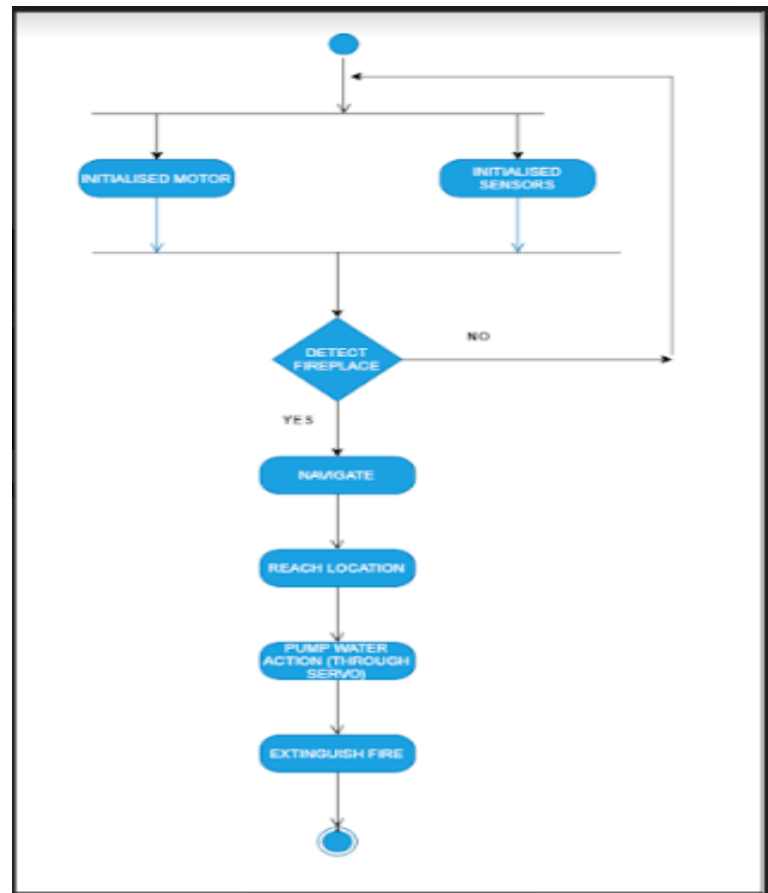 INITIALISED MOTOR
INITIALISED
SENSORS
DETECT
FIREPLACE
NO
YES
NAVIGATE
REACH LOCATION
PUMP WATER
ACTION (THROUGH
SERVO)
EXTINGUISH FIRE